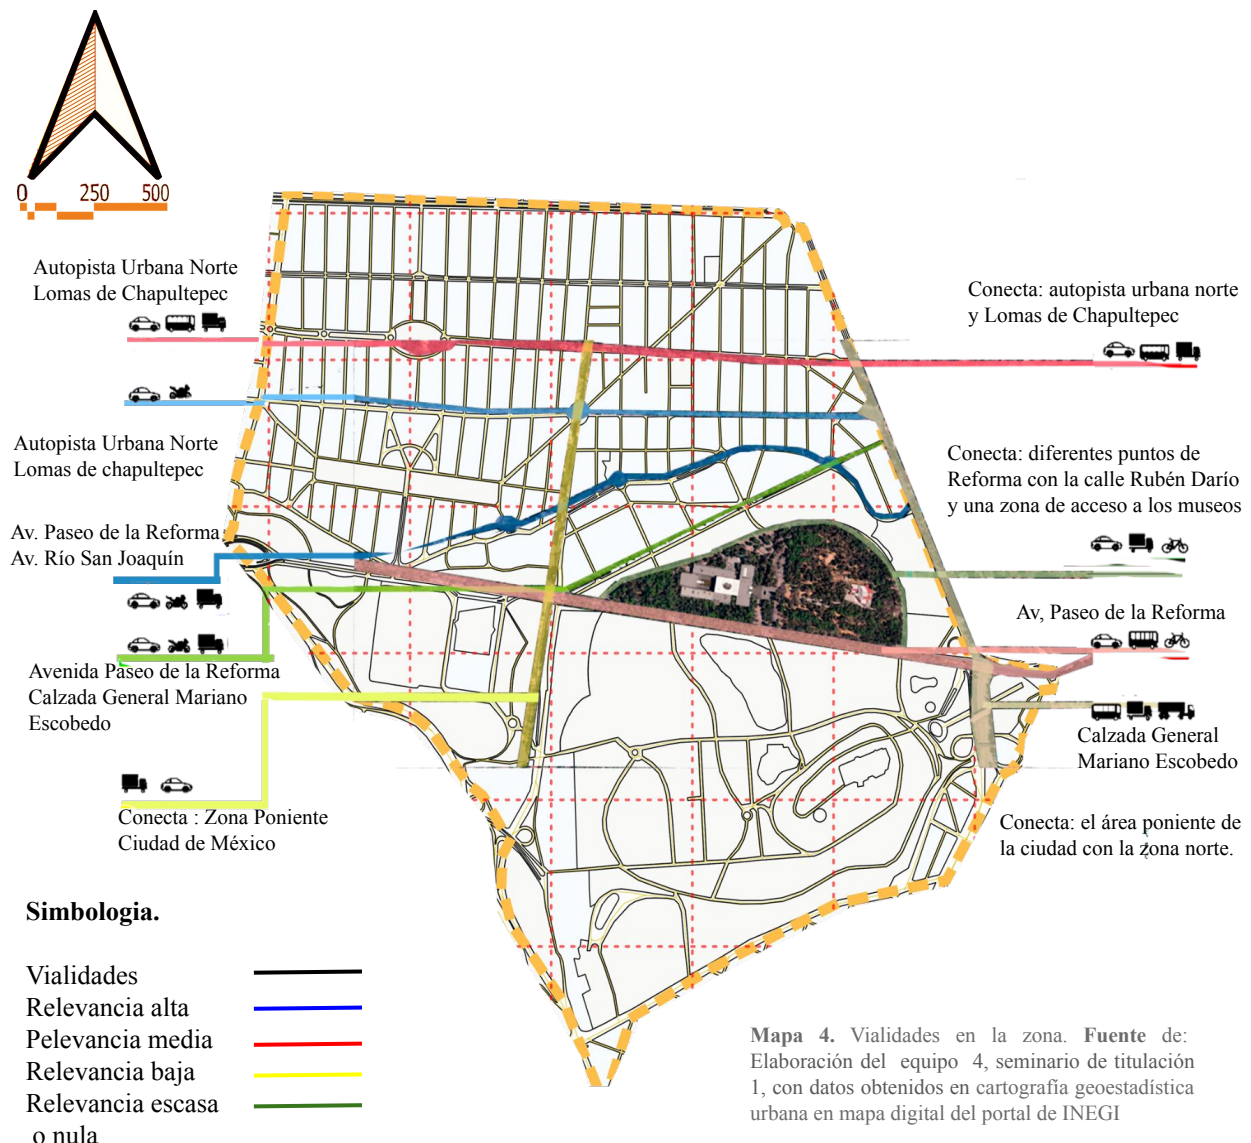 0 250 500
Autopista Urbana Norte
Lomas de Chapultepec
Autopista Urbana Norte
Lomas de chapultepec
Av. Paseo de la Reforma
Av. Río San Joaquín
Avenida Paseo de la Reforma
Calzada General Mariano
Escobedo
Conecta : Zona Poniente
Ciudad de México
Conecta: autopista urbana norte
y Lomas de Chapultepec
Conecta: diferentes puntos de
Reforma con la calle Rubén Darío
y una zona de acceso a los museos
Av, Paseo de la Reforma
Calzada General
Mariano Escobedo
Conecta: el área poniente de
la ciudad con la zona norte.
Simbologia.
Vialidades
Relevancia alta
Pelevancia media
Relevancia baja
Relevancia escasa
o nula
Mapa 4. Vialidades en la zona. Fuente de:
Elaboración del equipo 4, seminario de titulación
1, con datos obtenidos en cartografía geoestadística
urbana en mapa digital del portal de INEGI